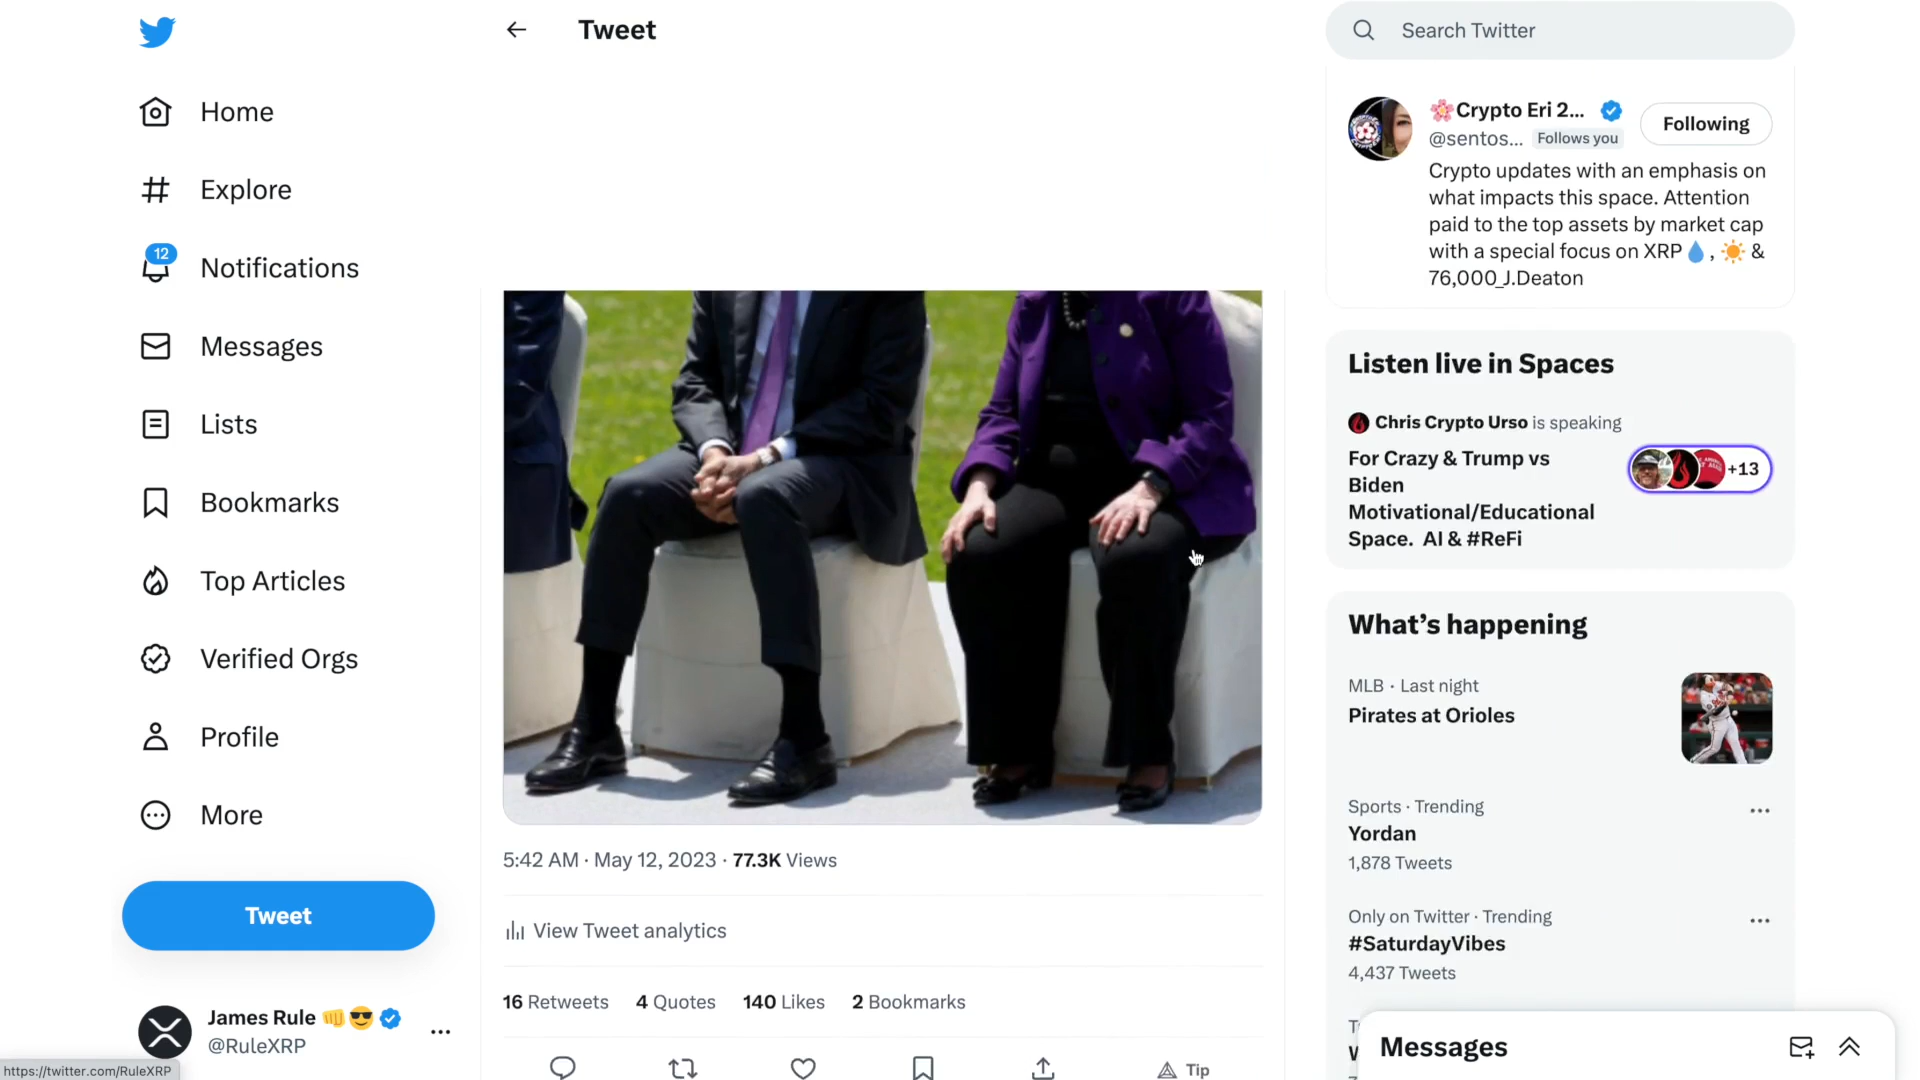 Tweet
Search Twitter
Home
Explore
12
Notifications
Messages
Lists
Bookmarks
Top Articles
Verified Orgs
Profile
More
Tweet
James Rule 👊😎
@RuleXRP
https://twitter.com/RuleXRP
5:42 AM · May 12, 2023 · 77.3K Views
View Tweet analytics
16 Retweets 4 Quotes 140 Likes 2 Bookmarks
Tip
🌸Crypto Eri 2...
@sentos... Follows you
Following
Crypto updates with an emphasis on
what impacts this space. Attention
paid to the top assets by market cap
with a special focus on XRP💧,☀️ &
76,000_J.Deaton
Listen live in Spaces
Chris Crypto Urso is speaking
For Crazy & Trump vs
Biden
Motivational/Educational
Space. AI & #ReFi
+13
What's happening
MLB · Last night
Pirates at Orioles
Sports · Trending
Yordan
1,878 Tweets
Only on Twitter · Trending
#SaturdayVibes
4,437 Tweets
Messages